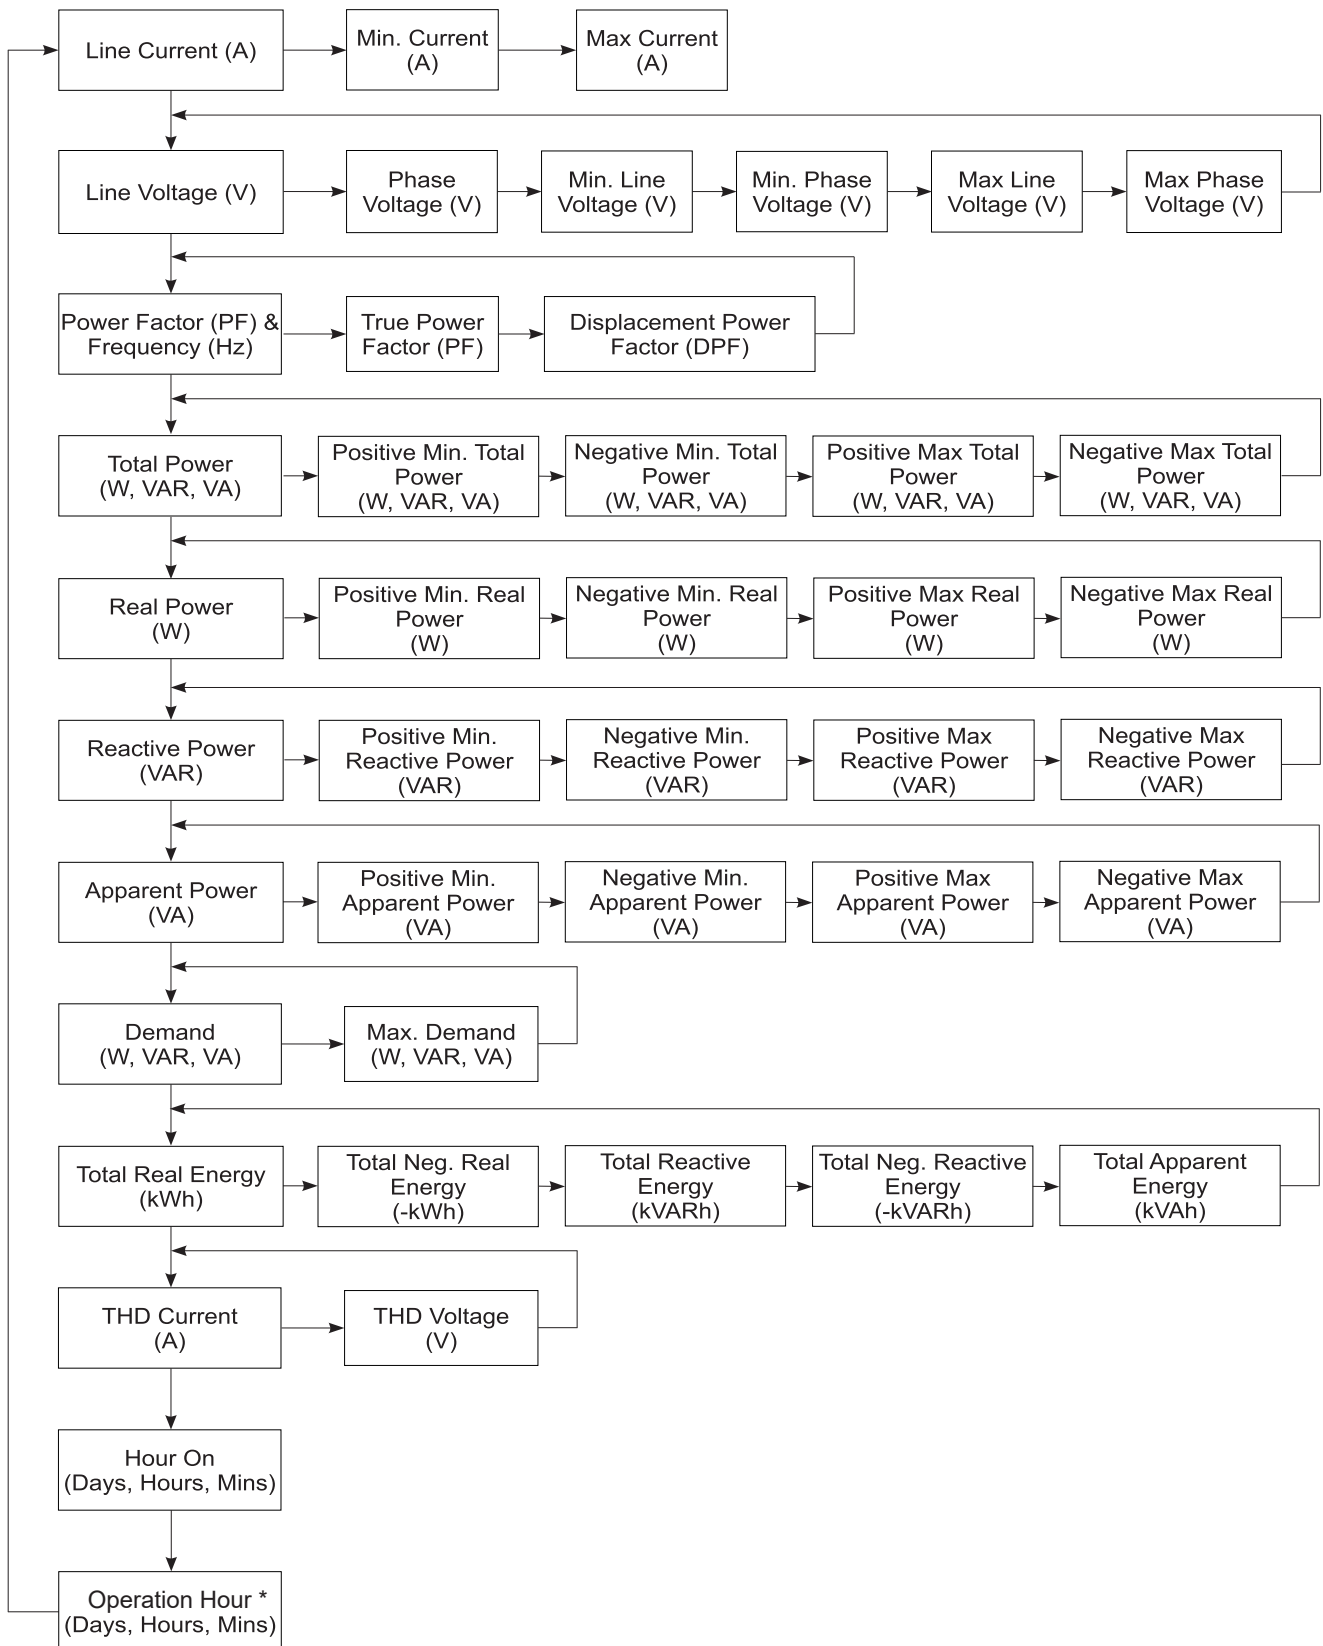 Line Current (A)
Min. Current
(A)
Max Current
(A)
Line Voltage (V)
Phase
Voltage (V)
Min. Line
Voltage (V)
Min. Phase
Voltage (V)
Max Line
Voltage (V)
Max Phase
Voltage (V)
Power Factor (PF) &
Frequency (Hz)
True Power
Factor (PF)
Displacement Power
Factor (DPF)
Total Power
(W, VAR, VA)
Positive Min. Total
Power
(W, VAR, VA)
Negative Min. Total
Power
(W, VAR, VA)
Positive Max Total
Power
(W, VAR, VA)
Negative Max Total
Power
(W, VAR, VA)
Real Power
(W)
Positive Min. Real
Power
(W)
Negative Min. Real
Power
(W)
Positive Max Real
Power
(W)
Negative Max Real
Power
(W)
Reactive Power
(VAR)
Positive Min.
Reactive Power
(VAR)
Negative Min.
Reactive Power
(VAR)
Positive Max
Reactive Power
(VAR)
Negative Max
Reactive Power
(VAR)
Apparent Power
(VA)
Positive Min.
Apparent Power
(VA)
Negative Min.
Apparent Power
(VA)
Positive Max
Apparent Power
(VA)
Negative Max
Apparent Power
(VA)
Demand
(W, VAR, VA)
Max. Demand
(W, VAR, VA)
Total Real Energy
(kWh)
Total Neg. Real
Energy
(-kWh)
Total Reactive
Energy
(kVARh)
Total Neg. Reactive
Energy
(-kVARh)
Total Apparent
Energy
(kVAh)
THD Current
(A)
THD Voltage
(V)
Hour On
(Days, Hours, Mins)
Operation Hour *
(Days, Hours, Mins)